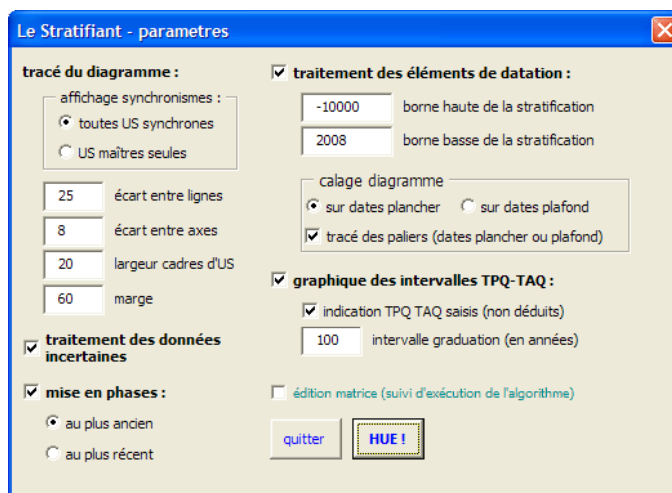 Le Stratifiant - parametres
tracé du diagramme :
affichage synchronismes :
toutes US synchrones
US maîtres seules
25 écart entre lignes
8 écart entre axes
20 largeur cadres d'US
60 marge
traitement des données
incertaines
mise en phases :
au plus ancien
au plus récent
traitement des éléments de datation :
-10000 borne haute de la stratification
2008 borne basse de la stratification
calage diagramme
sur dates plancher sur dates plafond
tracé des paliers (dates plancher ou plafond)
graphique des intervalles TPQ-TAQ :
indication TPQ TAQ saisis (non déduits)
100 intervalle graduation (en années)
édition matrice (suivi d'exécution de l'algorithme)
quitter HUE !